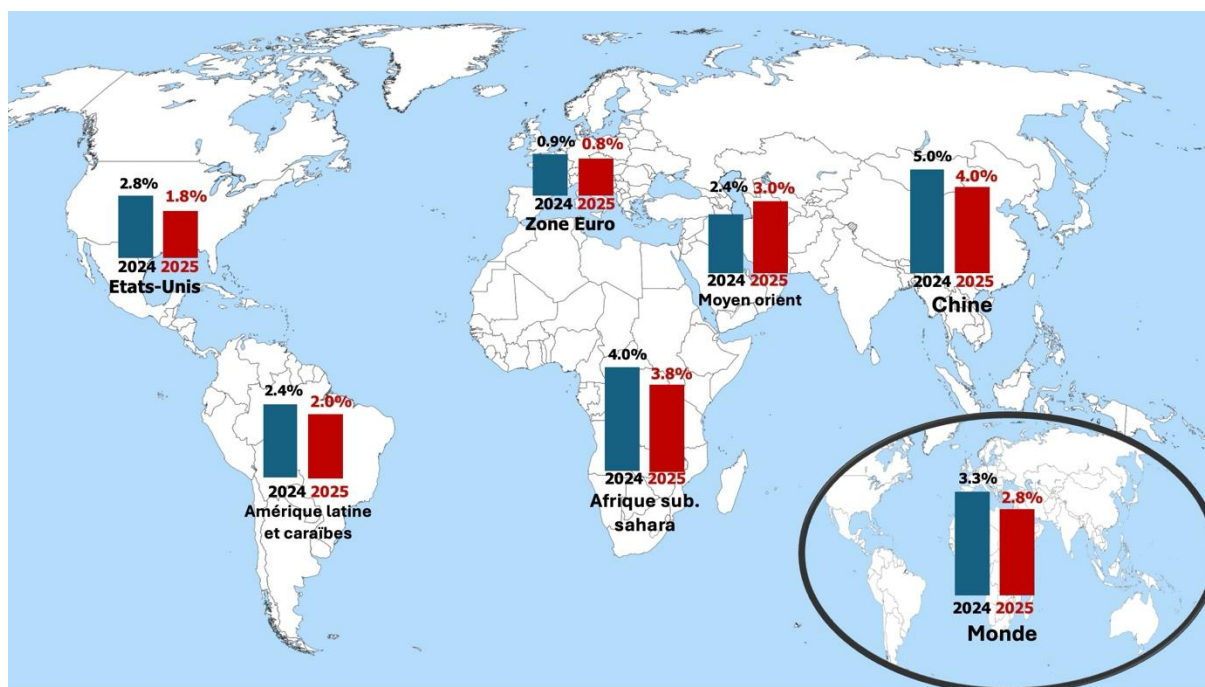 2.8%
1.8%
2024 2025
Etats-Unis
0.9% 0.8%
2024 2025
Zone Euro
2.4% 3.0%
2024 2025
Moyen orient
5.0%
4.0%
2024 2025
Chine
2.4%
2.0%
2024 2025
Amérique latine
et caraïbes
4.0%
3.8%
2024 2025
Afrique sub.
sahara
3.3%
2.8%
2024 2025
Monde